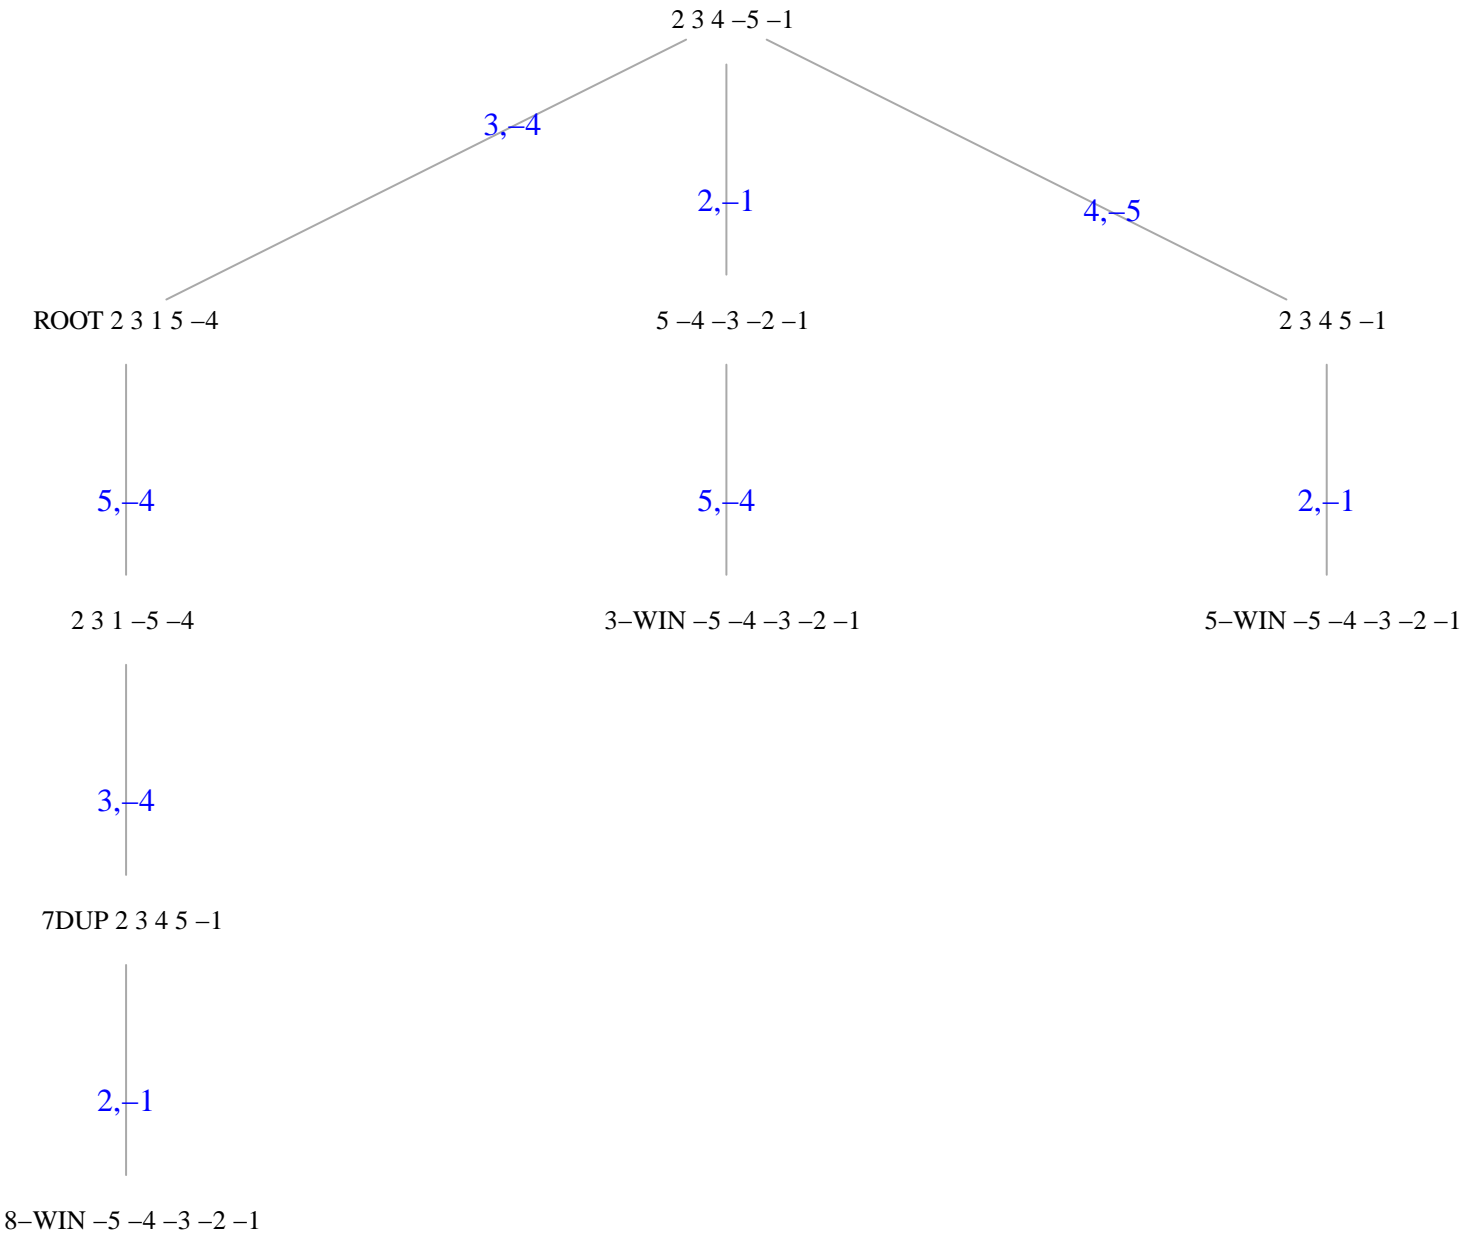 2 3 4 –5 –1
3,–4
2,–1
4,–5
ROOT 2 3 1 5 –4
5 –4 –3 –2 –1
2 3 4 5 –1
5,–4
5,–4
2,–1
2 3 1 –5 –4
3–WIN –5 –4 –3 –2 –1
5–WIN –5 –4 –3 –2 –1
3,–4
7DUP 2 3 4 5 –1
2,–1
8–WIN –5 –4 –3 –2 –1